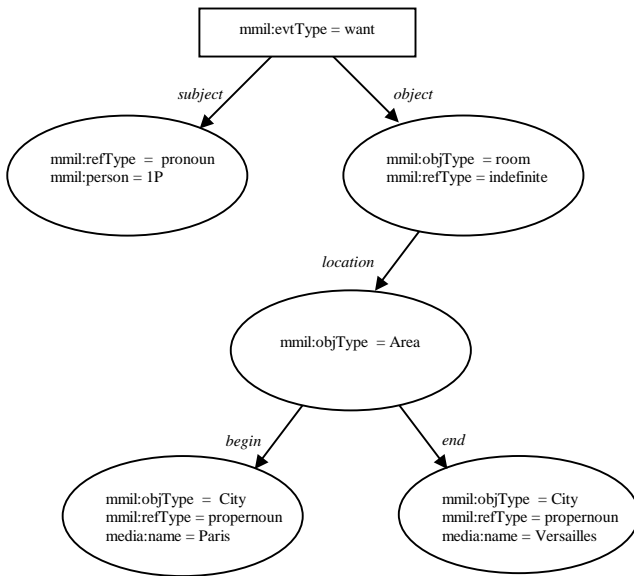 mmil:evtType = want
subject
object
mmil:refType = pronoun
mmil:person = 1P
mmil:objType = room
mmil:refType = indefinite
location
mmil:objType = Area
begin
end
mmil:objType = City
mmil:refType = propernoun
media:name = Paris
mmil:objType = City
mmil:refType = propernoun
media:name = Versailles